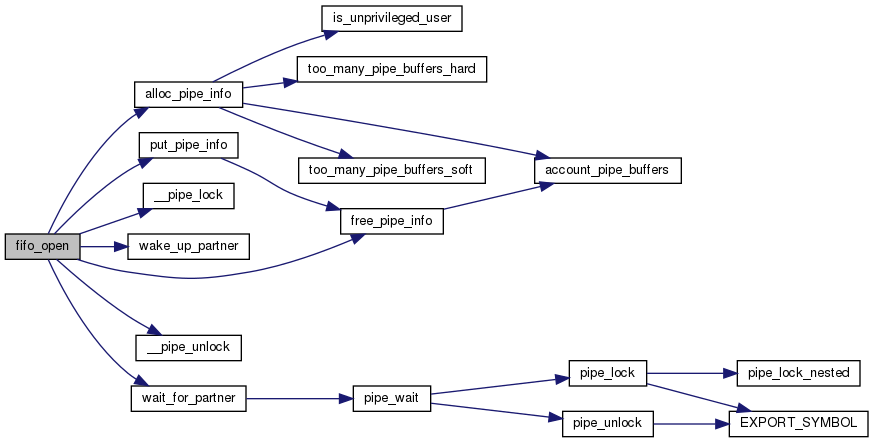 is_unprivileged_user
too_many_pipe_buffers_hard
alloc_pipe_info
put_pipe_info
too_many_pipe_buffers_soft
account_pipe_buffers
__pipe_lock
free_pipe_info
fifo_open
wake_up_partner
__pipe_unlock
pipe_lock
pipe_lock_nested
wait_for_partner
pipe_wait
pipe_unlock
EXPORT_SYMBOL